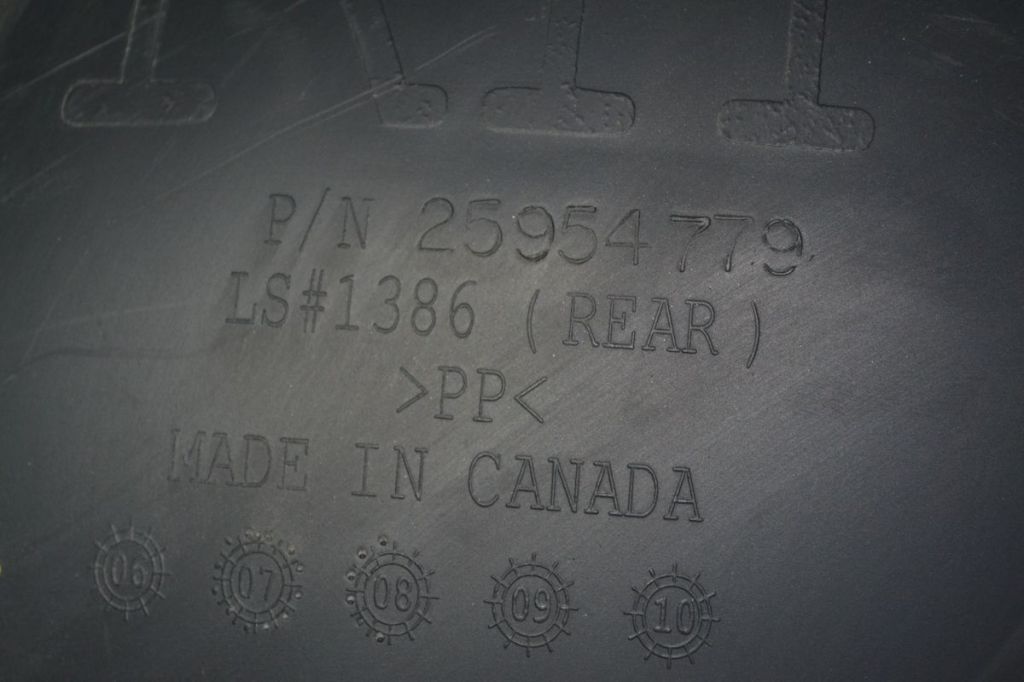 P/N 25954779
LS#1386 (REAR)
>PP<
MADE IN CANADA
06 07 08 09 10